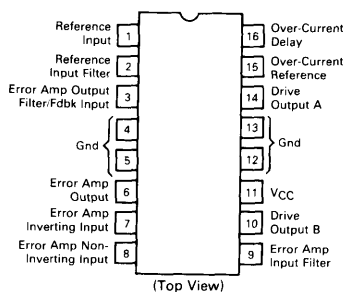 Reference
Input
1
Reference
Input Filter
2
Error Amp Output
Filter/Fdbk Input
3
4
Gnd
5
Error Amp
Output
6
Error Amp
Inverting Input
7
Error Amp Non-
Inverting Input
8
16
Over-Current
Delay
15
Over-Current
Reference
14
Drive
Output A
13
Gnd
12
11
VCC
10
Drive
Output B
9
Error Amp
Input Filter
(Top View)